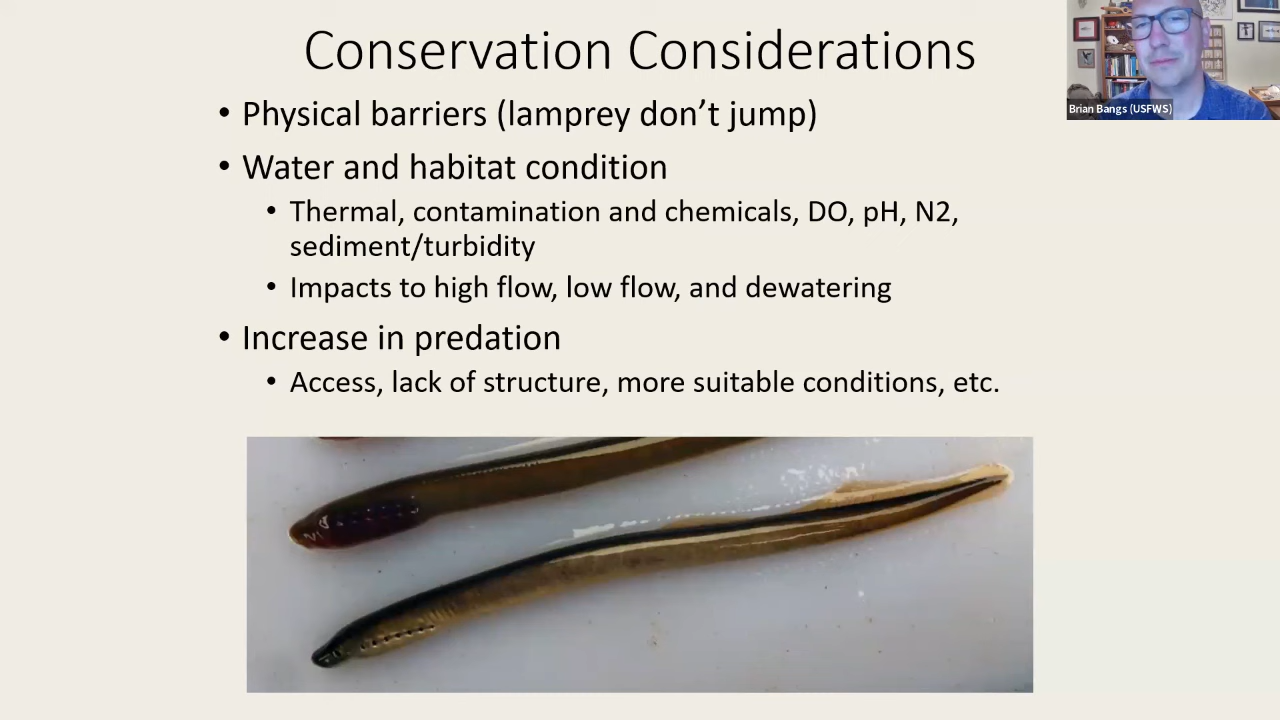 Conservation Considerations
Brian Bangs (USFWS)
• Physical barriers (lamprey don’t jump)
• Water and habitat condition
• Thermal, contamination and chemicals, DO, pH, N2,
sediment/turbidity
• Impacts to high flow, low flow, and dewatering
• Increase in predation
• Access, lack of structure, more suitable conditions, etc.